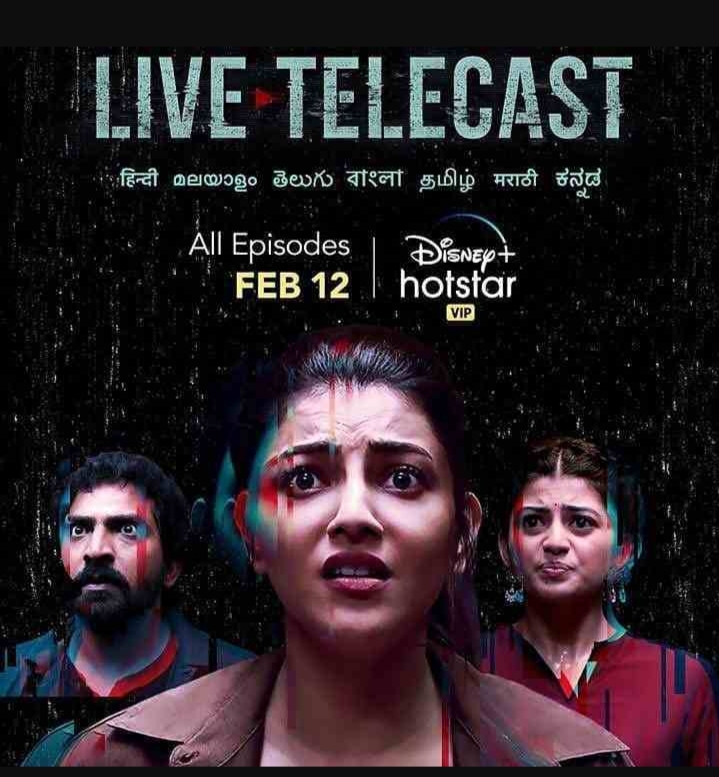 LIVE TELECAST
हिन्दी മലയാളം తెలుగు বাংলা தமிழ் मराठी ಕನ್ನಡ
All Episodes
FEB 12
Disney+
hotstar
VIP